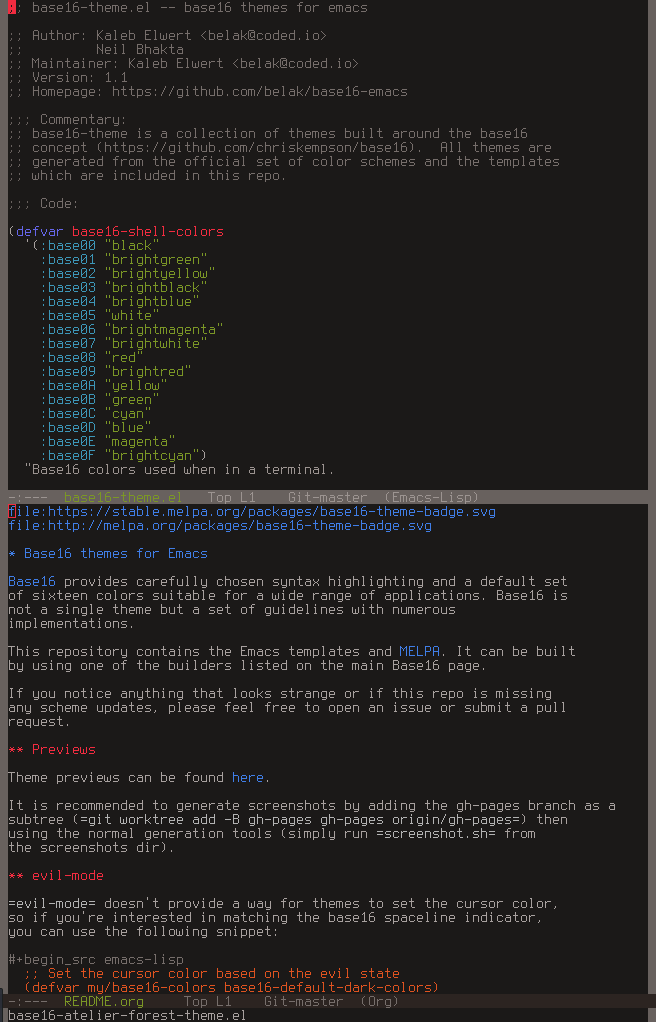 ;; base16-theme.el -- base16 themes for emacs
;; Author: Kaleb Elwert <belak@coded.io>
;;         Neil Bhakta
;; Maintainer: Kaleb Elwert <belak@coded.io>
;; Version: 1.1
;; Homepage: https://github.com/belak/base16-emacs
;;; Commentary:
;; base16-theme is a collection of themes built around the base16
;; concept (https://github.com/chriskempson/base16).  All themes are
;; generated from the official set of color schemes and the templates
;; which are included in this repo.
;;; Code:
(defvar base16-shell-colors
  '(:base00 "black"
    :base01 "brightgreen"
    :base02 "brightyellow"
    :base03 "brightblack"
    :base04 "brightblue"
    :base05 "white"
    :base06 "brightmagenta"
    :base07 "brightwhite"
    :base08 "red"
    :base09 "brightred"
    :base0A "yellow"
    :base0B "green"
    :base0C "cyan"
    :base0D "blue"
    :base0E "magenta"
    :base0F "brightcyan")
  "Base16 colors used when in a terminal.
-:---  base16-theme.el   Top L1    Git-master  (Emacs-Lisp)
file:https://stable.melpa.org/packages/base16-theme-badge.svg
file:http://melpa.org/packages/base16-theme-badge.svg
* Base16 themes for Emacs
Base16 provides carefully chosen syntax highlighting and a default set
of sixteen colors suitable for a wide range of applications. Base16 is
not a single theme but a set of guidelines with numerous
implementations.
This repository contains the Emacs templates and MELPA. It can be built
by using one of the builders listed on the main Base16 page.
If you notice anything that looks strange or if this repo is missing
any scheme updates, please feel free to open an issue or submit a pull
request.
** Previews
Theme previews can be found here.
It is recommended to generate screenshots by adding the gh-pages branch as a
subtree (=git worktree add -B gh-pages gh-pages origin/gh-pages=) then
using the normal generation tools (simply run =screenshot.sh= from
the screenshots dir).
** evil-mode
=evil-mode= doesn't provide a way for themes to set the cursor color,
so if you're interested in matching the base16 spaceline indicator,
you can use the following snippet:
#+begin_src emacs-lisp
  ;; Set the cursor color based on the evil state
  (defvar my/base16-colors base16-default-dark-colors)
-:---  README.org     Top L1    Git-master  (Org)
base16-atelier-forest-theme.el